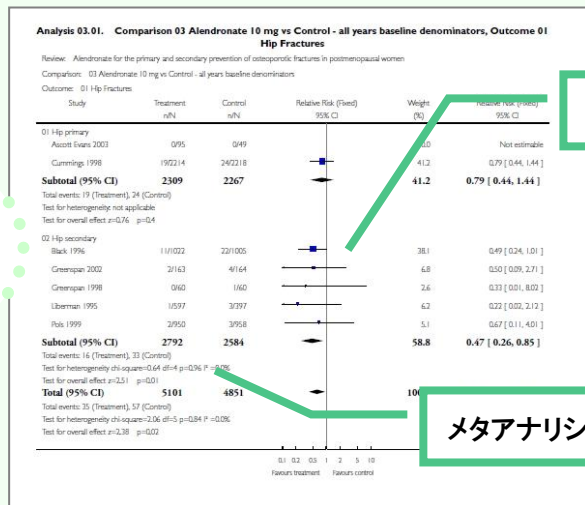 Analysis 03.01. Comparison 03 Alendronate 10 mg vs Control - all years baseline denominators, Outcome 01
Hip Fractures
Review: Alendronate for the primary and secondary prevention of osteoporotic fractures in postmenopausal women
Comparison: 03 Alendronate 10 mg vs Control - all years baseline denominators
Outcome: 01 Hip Fractures
Study Treatment Control Relative Risk (Fixed) Weight Relative Risk (Fixed)
n/N n/N 95% CI (%) 95% CI
01 Hip primary
Ascott Evans 2003 0/95 0/49 0.0 Not estimable
Cummings 1998 19/2214 24/2218 41.2 0.79 [ 0.44, 1.44 ]
Subtotal (95% CI) 2309 2267 41.2 0.79 [ 0.44, 1.44 ]
Total events: 19 (Treatment), 24 (Control)
Test for heterogeneity: not applicable
Test for overall effect z=0.76 p=0.4
02 Hip secondary
Black 1996 11/1022 22/1005 38.1 0.49 [ 0.24, 1.01 ]
Greenspan 2002 2/163 4/164 6.8 0.50 [ 0.09, 2.71 ]
Greenspan 1998 0/60 1/60 2.6 0.33 [ 0.01, 8.02 ]
Liberman 1995 1/597 3/397 6.2 0.22 [ 0.02, 2.12 ]
Pols 1999 2/950 3/958 5.1 0.67 [ 0.11, 4.01 ]
Subtotal (95% CI) 2792 2584 58.8 0.47 [ 0.26, 0.85 ]
Total events: 16 (Treatment), 33 (Control)
Test for heterogeneity chi-square=0.64 df=4 p=0.96 I² =0.0%
Test for overall effect z=2.51 p=0.01
Total (95% CI) 5101 4851 100
Total events: 35 (Treatment), 57 (Control)
Test for heterogeneity chi-square=2.06 df=5 p=0.84 I² =0.0%
Test for overall effect z=2.38 p=0.02
メタアナリシ
0.1 0.2 0.5 1 2 5 10
Favours treatment Favours control